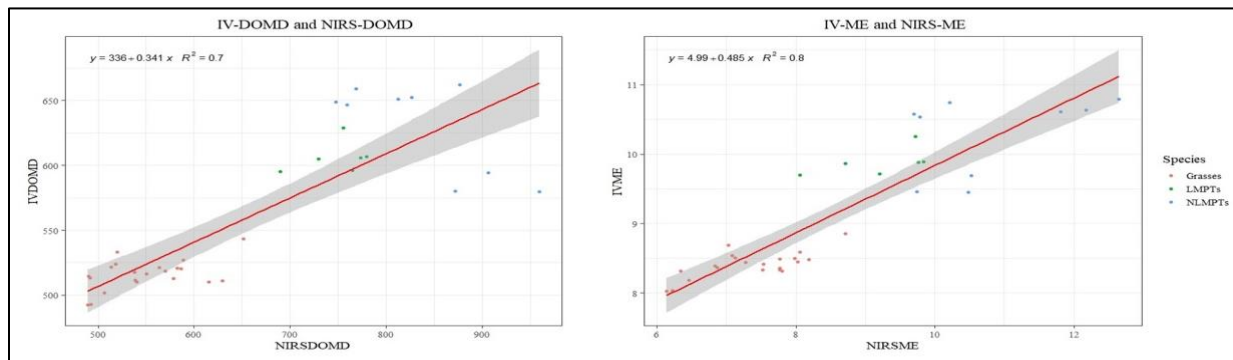 IV-DOMD and NIRS-DOMD
y = 336+0.341 x R² = 0.7
650
600
550
500
IVDOMD
500 600 700 800 900
NIRSDOMD
IV-ME and NIRS-ME
y = 4.99+0.485 x R² = 0.8
11
10
9
8
IVME
6 8 10 12
NIRSME
Species
Grasses
LMPTs
NLMPTs